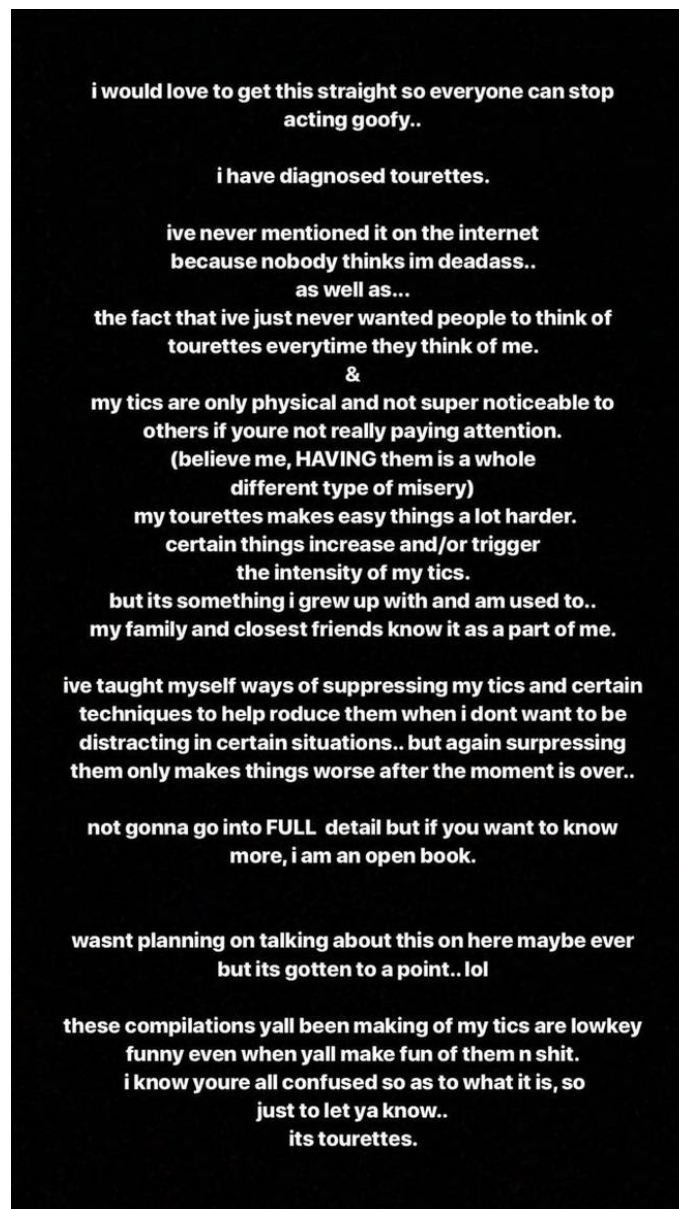 i would love to get this straight so everyone can stop
acting goofy..
i have diagnosed tourettes.
ive never mentioned it on the internet
because nobody thinks im deadass..
as well as...
the fact that ive just never wanted people to think of
tourettes everytime they think of me.
&
my tics are only physical and not super noticeable to
others if youre not really paying attention.
(believe me, HAVING them is a whole
different type of misery)
my tourettes makes easy things a lot harder.
certain things increase and/or trigger
the intensity of my tics.
but its something i grew up with and am used to..
my family and closest friends know it as a part of me.
ive taught myself ways of suppressing my tics and certain
techniques to help roduce them when i dont want to be
distracting in certain situations.. but again surpressing
them only makes things worse after the moment is over..
not gonna go into FULL detail but if you want to know
more, i am an open book.
wasnt planning on talking about this on here maybe ever
but its gotten to a point.. lol
these compilations yall been making of my tics are lowkey
funny even when yall make fun of them n shit.
i know youre all confused so as to what it is, so
just to let ya know..
its tourettes.